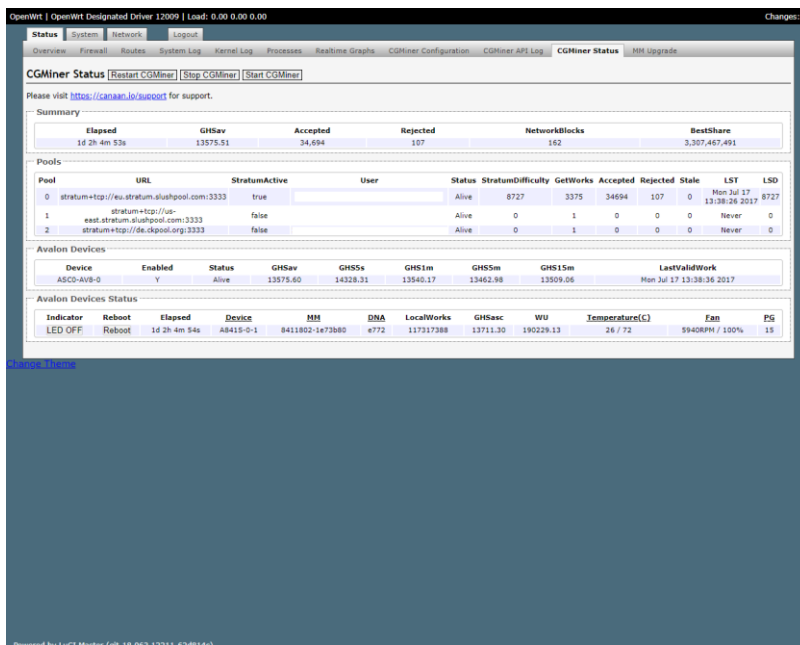 OpenWrt | OpenWrt Designated Driver 12009 | Load: 0.00 0.00 0.00 Changes:
Status System Network Logout
Overview Firewall Routes System Log Kernel Log Processes Realtime Graphs CGMiner Configuration CGMiner API Log CGMiner Status MM Upgrade
CGMiner Status Restart CGMiner Stop CGMiner Start CGMiner
Please visit https://canaan.io/support for support.
Summary
Elapsed GHSav Accepted Rejected NetworkBlocks BestShare
1d 2h 4m 53s 13575.51 34,694 107 162 3,307,467,491
Pools
Pool URL StratumActive User Status StratumDifficulty GetWorks Accepted Rejected Stale LST LSD
0 stratum+tcp://eu.stratum.slushpool.com:3333 true Alive 8727 3375 34694 107 0 Mon Jul 17 13:38:26 2017 8727
1 stratum+tcp://us-east.stratum.slushpool.com:3333 false Alive 0 1 0 0 0 Never 0
2 stratum+tcp://de.ckpool.org:3333 false Alive 0 1 0 0 0 Never 0
Avalon Devices
Device Enabled Status GHSav GHS5s GHS1m GHS5m GHS15m LastValidWork
ASC0-AV8-0 Y Alive 13575.60 14328.31 13540.17 13462.98 13509.06 Mon Jul 17 13:38:36 2017
Avalon Devices Status
Indicator Reboot Elapsed Device MM DNA LocalWorks GHSasc WU Temperature(C) Fan PG
LED OFF Reboot 1d 2h 4m 54s A8415-0-1 8411802-1e73b80 e772 117317388 13711.30 190229.13 26 / 72 5940RPM / 100% 15
Change Theme
Powered by LuCI Master